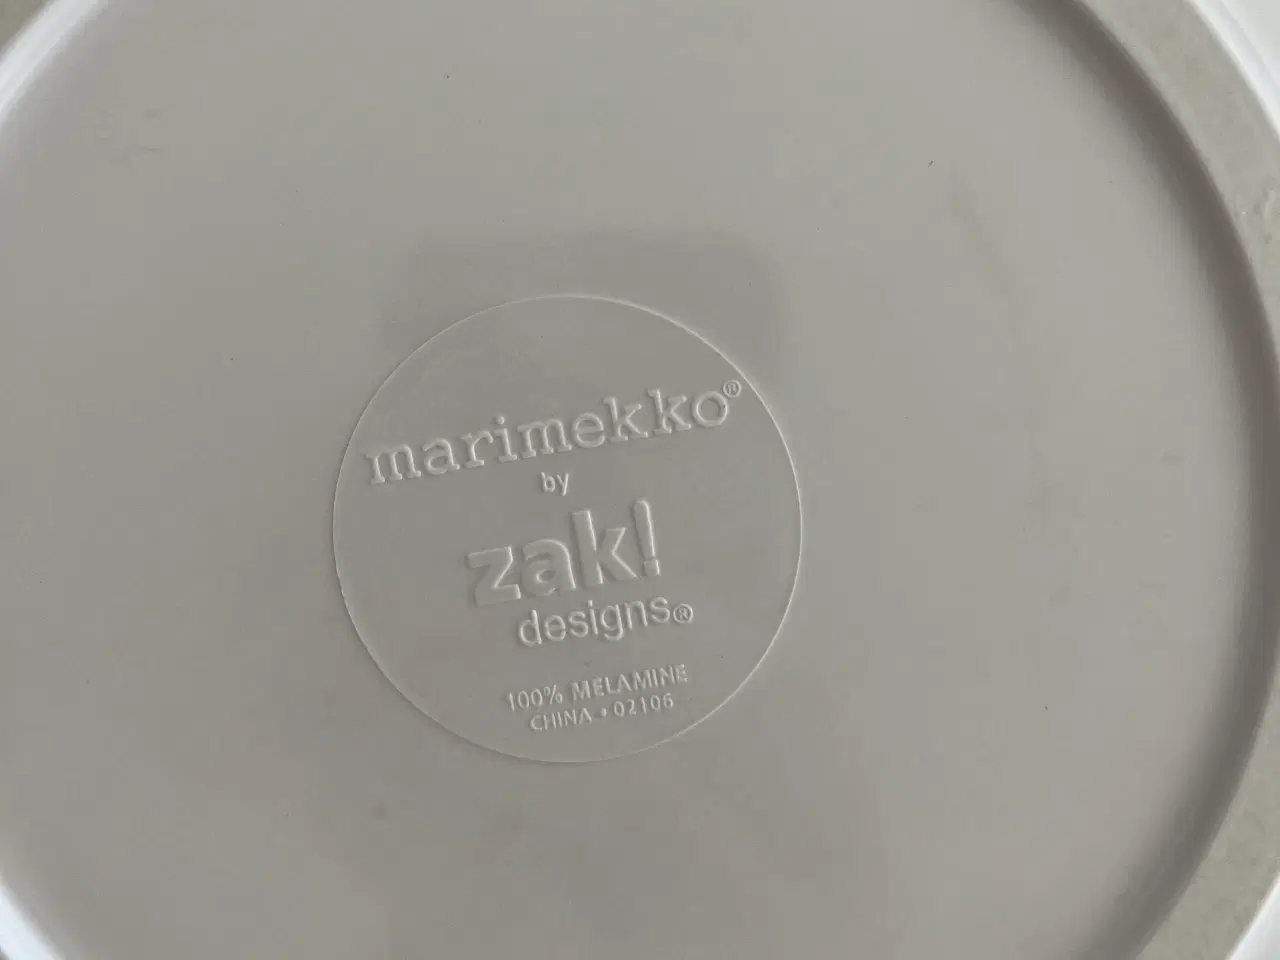 marimekko®
by
zak!
designs®
100% MELAMINE
CHINA • 02106